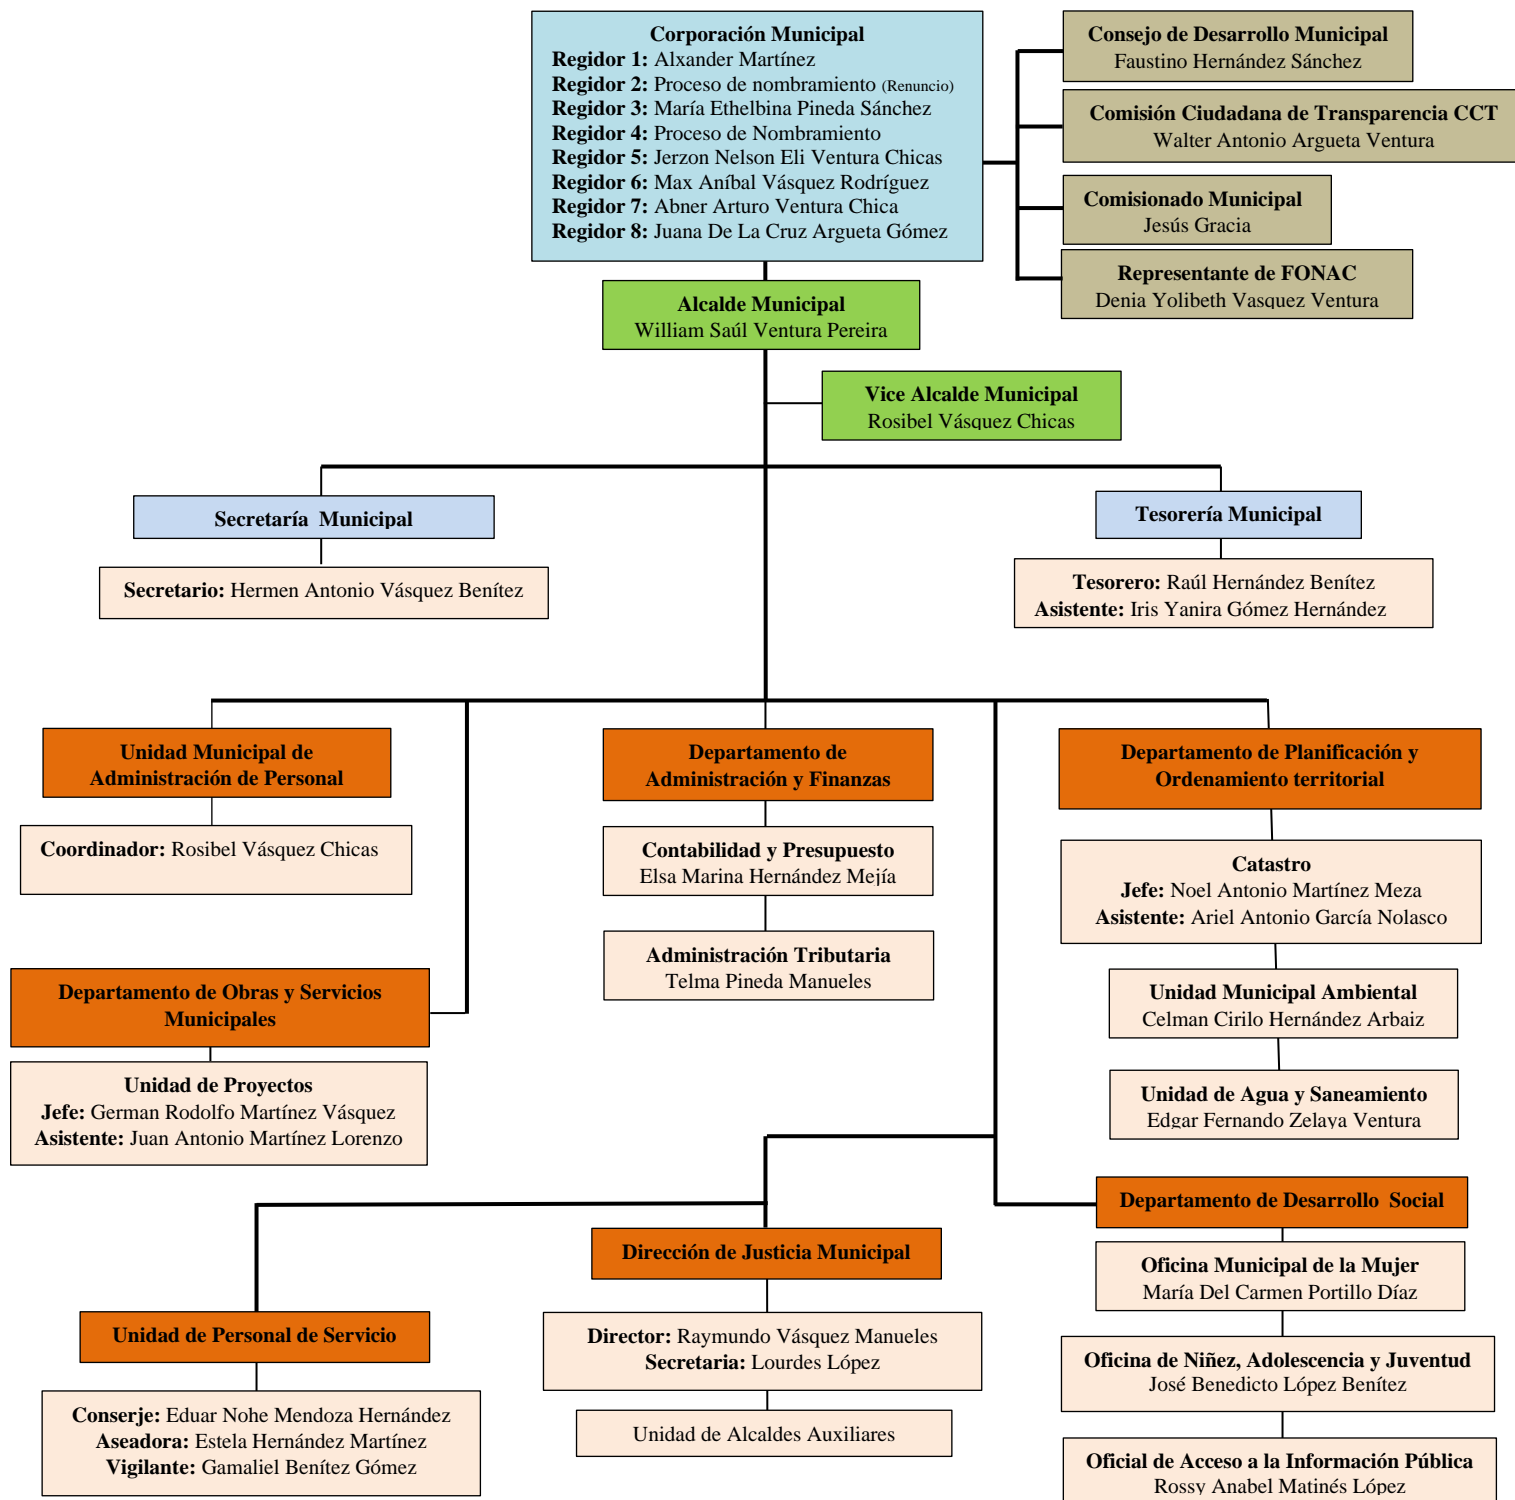 Corporación Municipal
Regidor 1: Alxander Martínez
Regidor 2: Proceso de nombramiento (Renuncio)
Regidor 3: María Ethelbina Pineda Sánchez
Regidor 4: Proceso de Nombramiento
Regidor 5: Jerzon Nelson Eli Ventura Chicas
Regidor 6: Max Aníbal Vásquez Rodríguez
Regidor 7: Abner Arturo Ventura Chica
Regidor 8: Juana De La Cruz Argueta Gómez
Consejo de Desarrollo Municipal
Faustino Hernández Sánchez
Comisión Ciudadana de Transparencia CCT
Walter Antonio Argueta Ventura
Comisionado Municipal
Jesús Gracia
Representante de FONAC
Denia Yolibeth Vasquez Ventura
Alcalde Municipal
William Saúl Ventura Pereira
Vice Alcalde Municipal
Rosibel Vásquez Chicas
Secretaría Municipal
Secretario: Hermen Antonio Vásquez Benítez
Tesorería Municipal
Tesorero: Raúl Hernández Benítez
Asistente: Iris Yanira Gómez Hernández
Unidad Municipal de
Administración de Personal
Coordinador: Rosibel Vásquez Chicas
Departamento de
Administración y Finanzas
Contabilidad y Presupuesto
Elsa Marina Hernández Mejía
Administración Tributaria
Telma Pineda Manueles
Departamento de Planificación y
Ordenamiento territorial
Catastro
Jefe: Noel Antonio Martínez Meza
Asistente: Ariel Antonio García Nolasco
Unidad Municipal Ambiental
Celman Cirilo Hernández Arbaiz
Unidad de Agua y Saneamiento
Edgar Fernando Zelaya Ventura
Departamento de Obras y Servicios
Municipales
Unidad de Proyectos
Jefe: German Rodolfo Martínez Vásquez
Asistente: Juan Antonio Martínez Lorenzo
Departamento de Desarrollo Social
Oficina Municipal de la Mujer
María Del Carmen Portillo Díaz
Oficina de Niñez, Adolescencia y Juventud
José Benedicto López Benítez
Oficial de Acceso a la Información Pública
Rossy Anabel Matinés López
Dirección de Justicia Municipal
Director: Raymundo Vásquez Manueles
Secretaria: Lourdes López
Unidad de Alcaldes Auxiliares
Unidad de Personal de Servicio
Conserje: Eduar Nohe Mendoza Hernández
Aseadora: Estela Hernández Martínez
Vigilante: Gamaliel Benítez Gómez